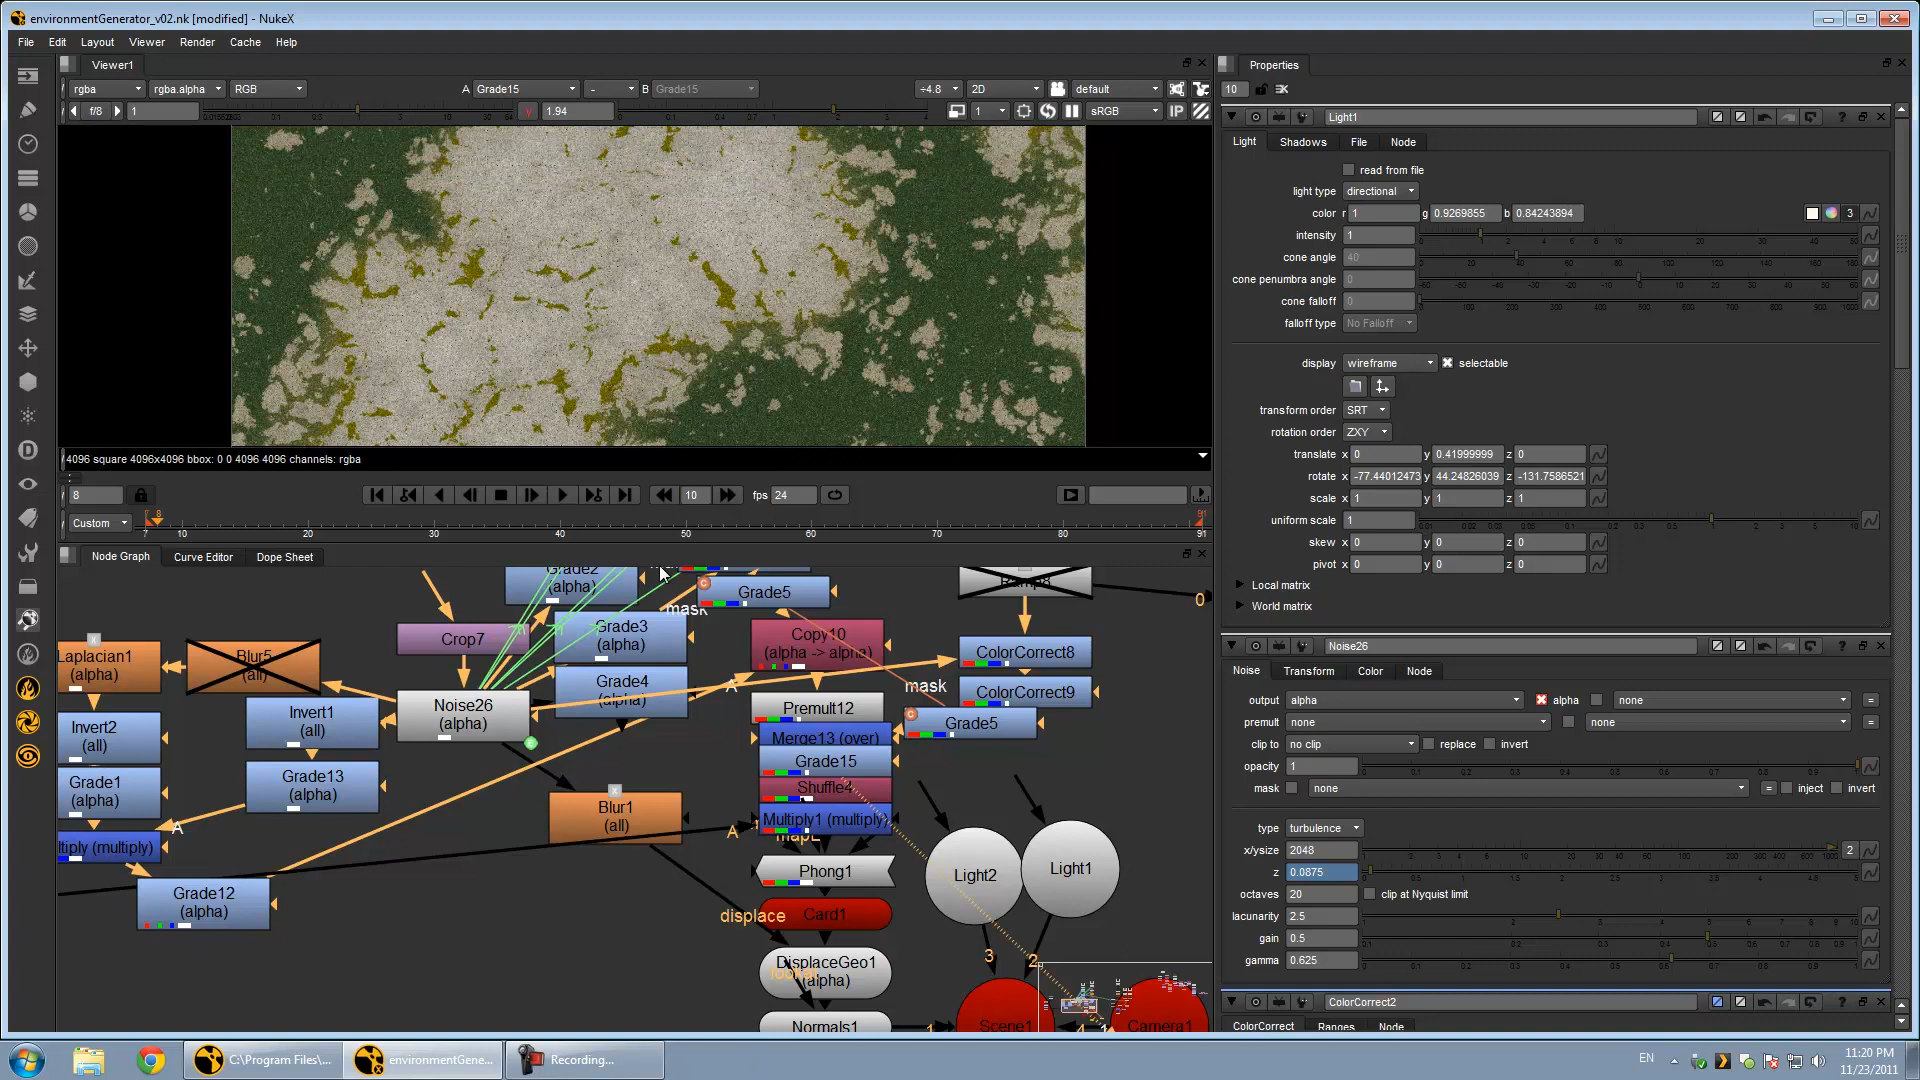 environmentGenerator_v02.nk [modified] - NukeX
File Edit Layout Viewer Render Cache Help
Viewer1
rgba rgba.alpha RGB A Grade15 - B Grade15 ÷4.8 2D default
f/8 1 1.94 1 sRGB IP
4096 square 4096x4096 bbox: 0 0 4096 4096 channels: rgba
8 10 fps 24
Custom 8 7 10 20 30 40 50 60 70 80 91
Node Graph Curve Editor Dope Sheet
Grade2
(alpha)
Grade5
mask
Crop7
Grade3
(alpha)
Copy10
(alpha -> alpha)
ColorCorrect8
0
Laplacian1
(alpha)
Blur5
(all)
Grade4
(alpha)
A
mask
ColorCorrect9
Noise26
(alpha)
Premult12
Grade5
Invert2
(all)
Invert1
(all)
Merge13 (over)
Grade15
Grade1
(alpha)
Grade13
(alpha)
Shuffle4
Blur1
(all)
A
Multiply1 (multiply)
A
ltiply (multiply)
Phong1
Light2
Light1
Grade12
(alpha)
displace
Card1
3
2
DisplaceGeo1
(alpha)
Normals1
1
Scene1
Camera1
Properties
10
Light1
Light Shadows File Node
read from file
light type directional
color r 1 g 0.9269855 b 0.84243894 3
intensity 1
cone angle 40
cone penumbra angle 0
cone falloff 0
falloff type No Falloff
display wireframe selectable
transform order SRT
rotation order ZXY
translate x 0 y 0.41999999 z 0
rotate x -77.44012473 y 44.24826039 z -131.7586521
scale x 1 y 1 z 1
uniform scale 1
skew x 0 y 0 z 0
pivot x 0 y 0 z 0
Local matrix
World matrix
Noise26
Noise Transform Color Node
output alpha alpha none =
premult none none =
clip to no clip replace invert
opacity 1
mask none = inject invert
type turbulence
x/ysize 2048 2
z 0.0875
octaves 20 clip at Nyquist limit
lacunarity 2.5
gain 0.5
gamma 0.625
ColorCorrect2
ColorCorrect Ranges Node
C:\Program Files\...
environmentGene...
Recording...
EN
11:20 PM
11/23/2011